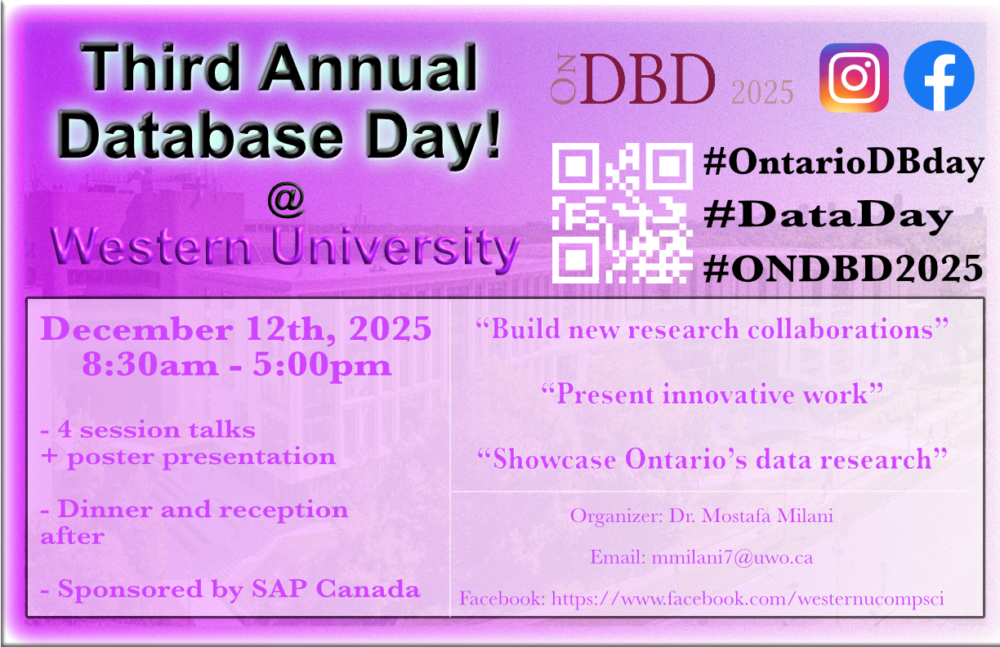 Third Annual
Database Day!
@
Western University
ON DBD 2025
#OntarioDBday
#DataDay
#ONDBD2025
December 12th, 2025
8:30am - 5:00pm
- 4 session talks
+ poster presentation
- Dinner and reception
after
- Sponsored by SAP Canada
“Build new research collaborations”
“Present innovative work”
“Showcase Ontario’s data research”
Organizer: Dr. Mostafa Milani
Email: mmilani7@uwo.ca
Facebook: https://www.facebook.com/westernucompsci